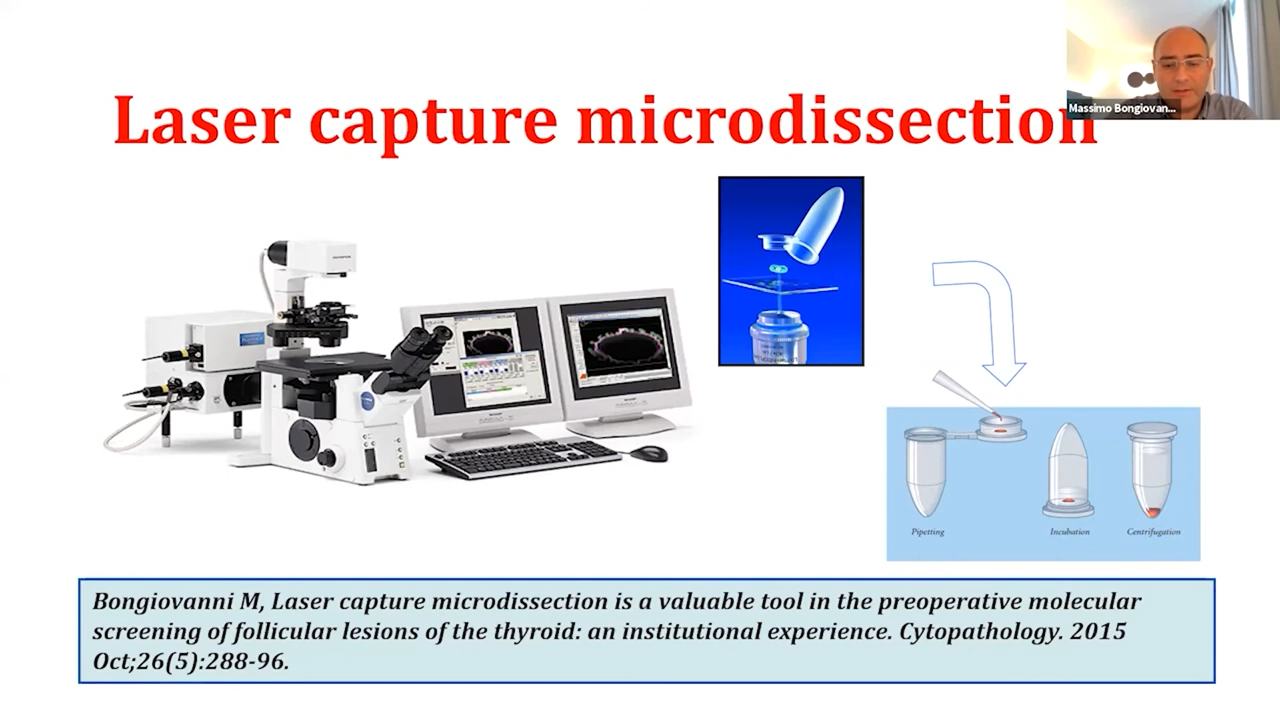 Laser capture microdissection
Massimo Bongiovan...
Pipetting
Incubation
Centrifugation
Bongiovanni M, Laser capture microdissection is a valuable tool in the preoperative molecular
screening of follicular lesions of the thyroid: an institutional experience. Cytopathology. 2015
Oct;26(5):288-96.